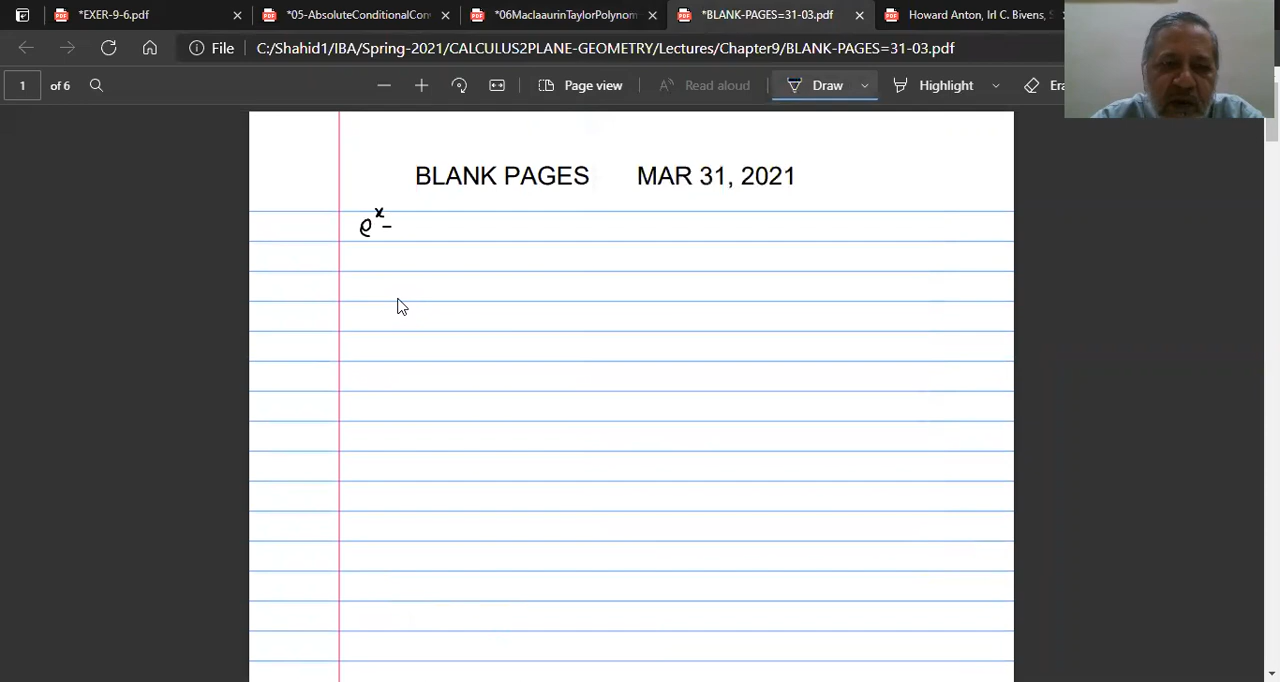 *EXER-9-6.pdf
*05-AbsoluteConditionalCon
*06MaclaaurinTaylorPolynom
*BLANK-PAGES=31-03.pdf
Howard Anton, Irl C. Bivens, S
File C:/Shahid1/IBA/Spring-2021/CALCULUS2PLANE-GEOMETRY/Lectures/Chapter9/BLANK-PAGES=31-03.pdf
1 of 6 Page view Read aloud Draw Highlight Era
BLANK PAGES MAR 31, 2021
e^x –